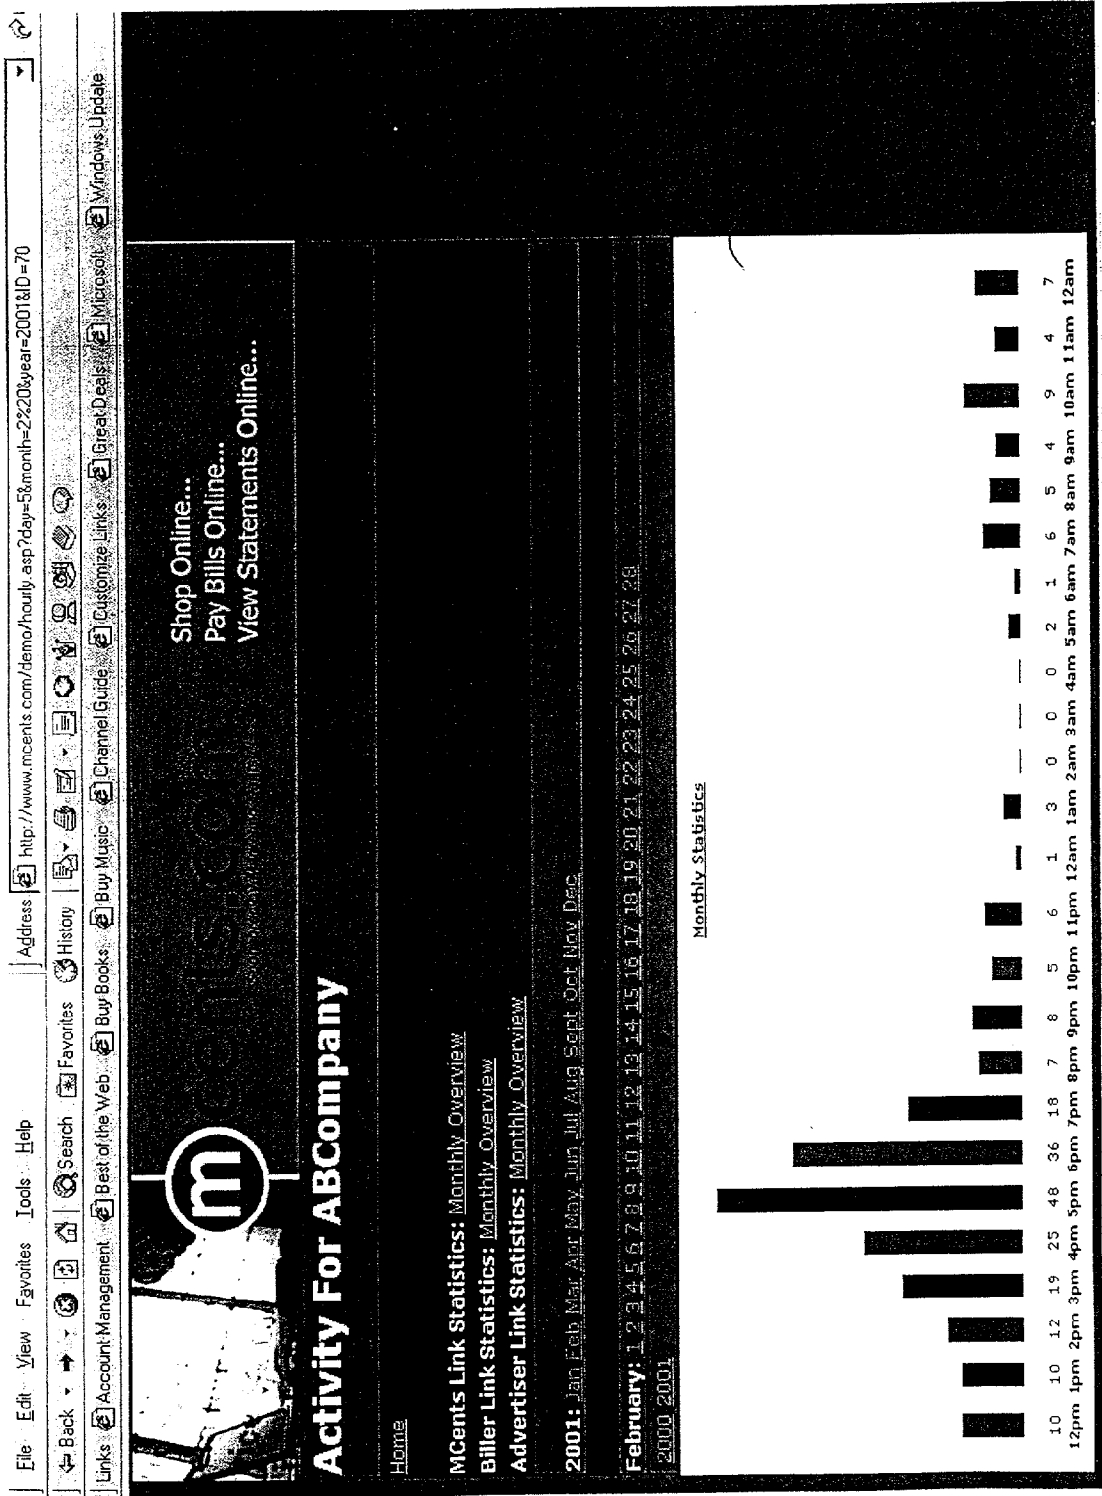 File Edit View Favorites Tools Help
Address http://www.mcents.com/demo/hourly.asp?day=5&month=2%20&year=2001&ID=70
Back Search Favorites History
Links Account Management Best of the Web Buy Books Buy Music Channel Guide Customize Links Great Deals Microsoft Windows Update
m
Shop Online...
Pay Bills Online...
View Statements Online...
Activity For ABCompany
Home
MCents Link Statistics: Monthly Overview
Biller Link Statistics: Monthly Overview
Advertiser Link Statistics: Monthly Overview
2001: Jan Feb Mar Apr May Jun Jul Aug Sept Oct Nov Dec
February: 1 2 3 4 5 6 7 8 9 10 11 12 13 14 15 16 17 18 19 20 21 22 23 24 25 26 27 28
2000 2001
Monthly Statistics
10 10 12 19 25 48 36 18 7 8 5 6 1 3 0 0 0 2 1 6 5 4 9 4 7
12pm 1pm 2pm 3pm 4pm 5pm 6pm 7pm 8pm 9pm 10pm 11pm 12am 1am 2am 3am 4am 5am 6am 7am 8am 9am 10am 11am 12am